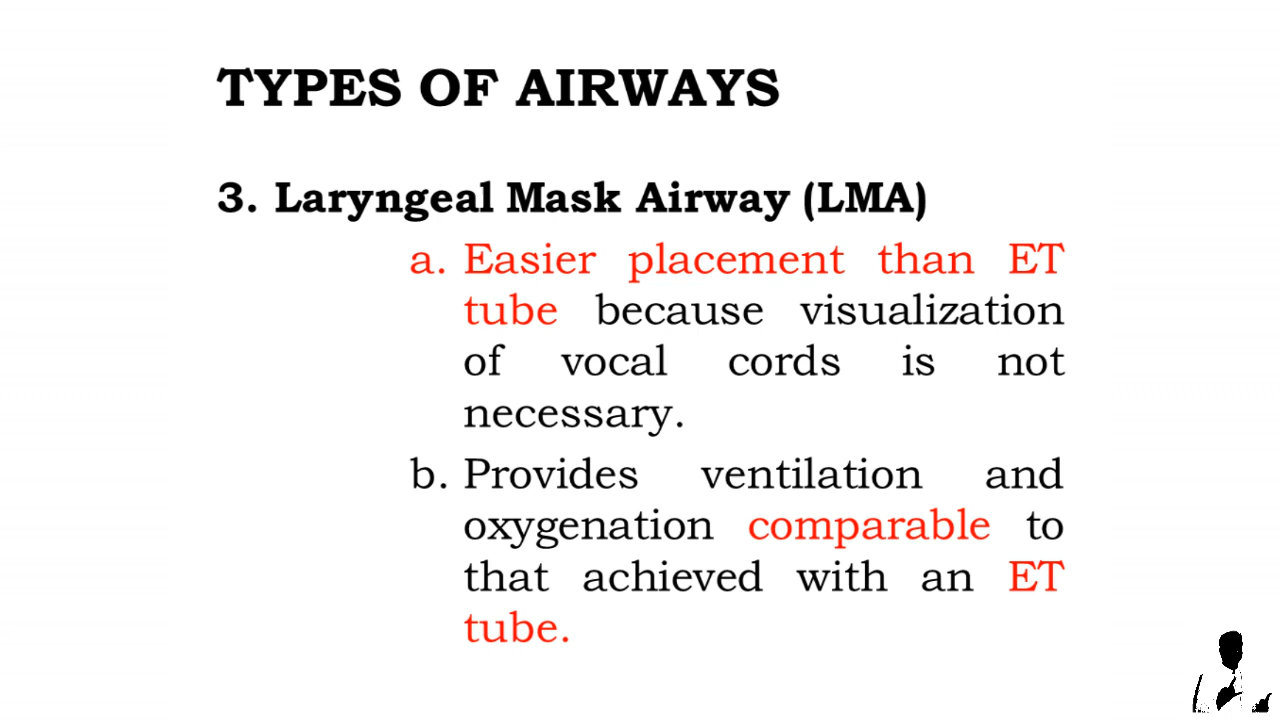 TYPES OF AIRWAYS
3. Laryngeal Mask Airway (LMA)
a. Easier placement than ET
tube because visualization
of vocal cords is not
necessary.
b. Provides ventilation and
oxygenation comparable to
that achieved with an ET
tube.